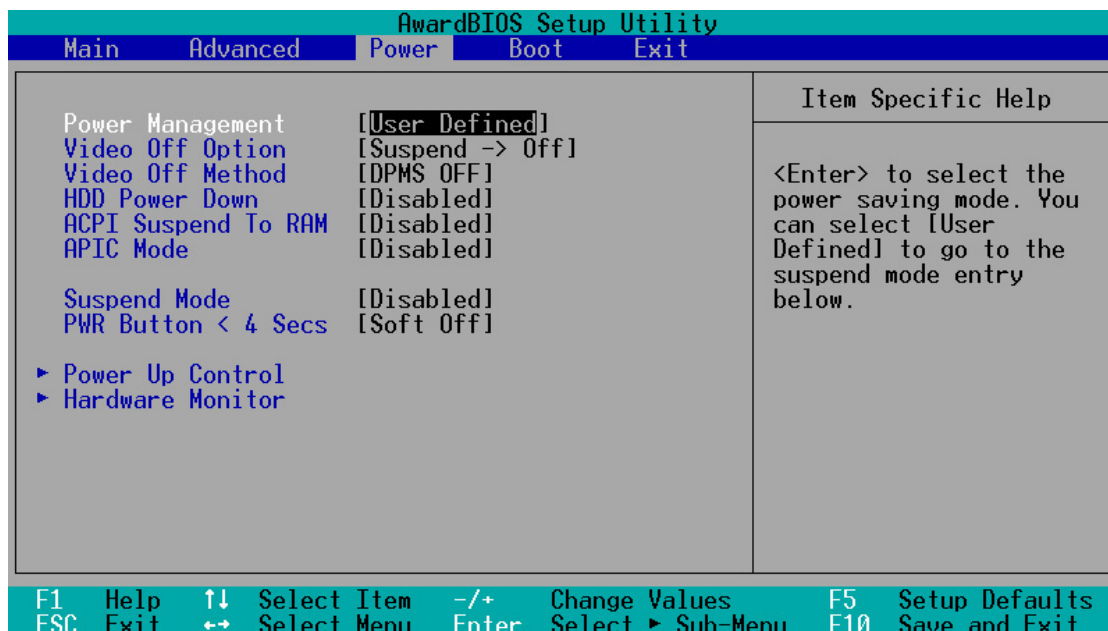 AwardBIOS Setup Utility
Main Advanced Power Boot Exit
Item Specific Help
Power Management [User Defined]
Video Off Option [Suspend -> Off]
Video Off Method [DPMS OFF]
HDD Power Down [Disabled]
ACPI Suspend To RAM [Disabled]
APIC Mode [Disabled]
Suspend Mode [Disabled]
PWR Button < 4 Secs [Soft Off]
► Power Up Control
► Hardware Monitor
<Enter> to select the
power saving mode. You
can select [User
Defined] to go to the
suspend mode entry
below.
F1 Help ↑↓ Select Item -/+ Change Values F5 Setup Defaults
ESC Exit ←→ Select Menu Enter Select ► Sub-Menu F10 Save and Exit